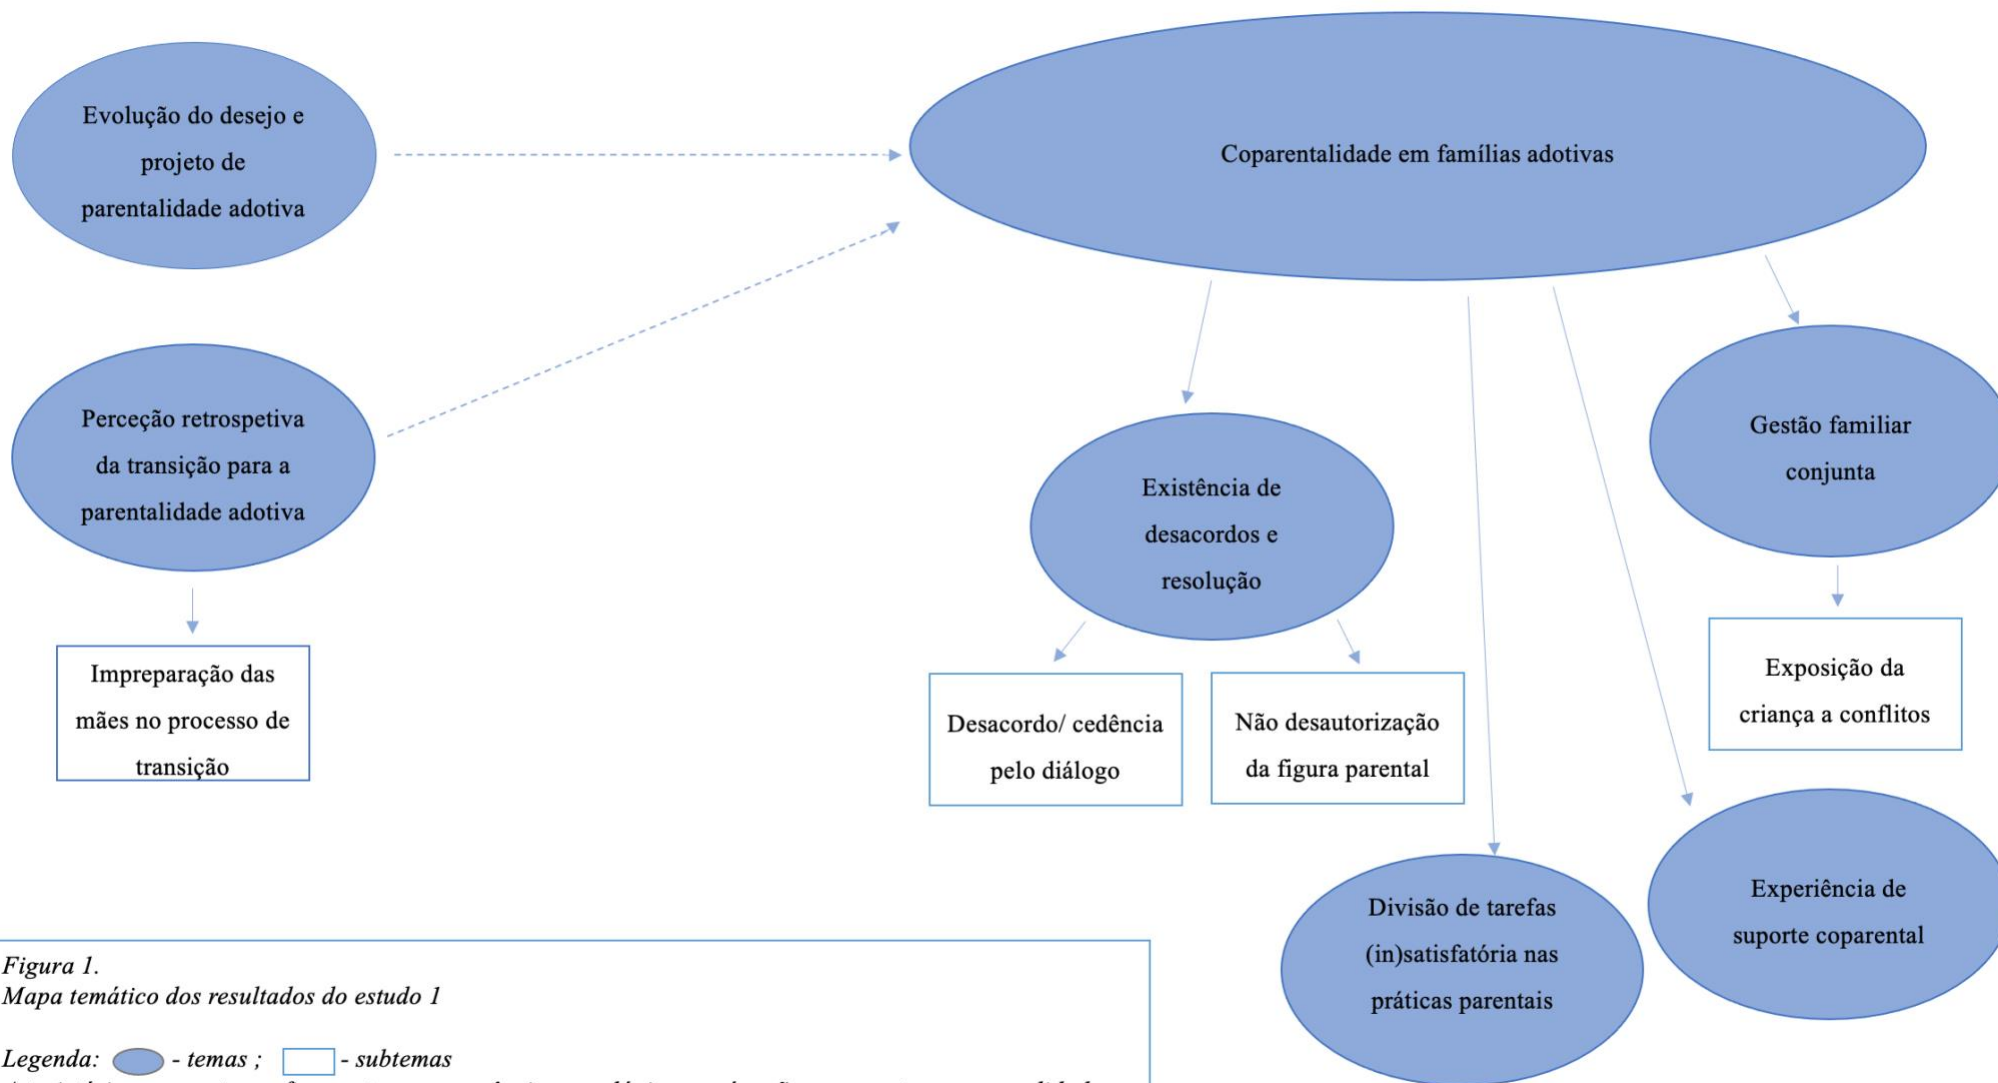 Evolução do desejo e
projeto de
parentalidade adotiva
Coparentalidade em famílias adotivas
Perceção retrospetiva
da transição para a
parentalidade adotiva
Impreparação das
mães no processo de
transição
Existência de
desacordos e
resolução
Desacordo/ cedência
pelo diálogo
Não desautorização
da figura parental
Gestão familiar
conjunta
Exposição da
criança a conflitos
Divisão de tarefas
(in)satisfatória nas
práticas parentais
Experiência de
suporte coparental
Figura 1.
Mapa temático dos resultados do estudo 1
Legenda: - temas ; - subtemas